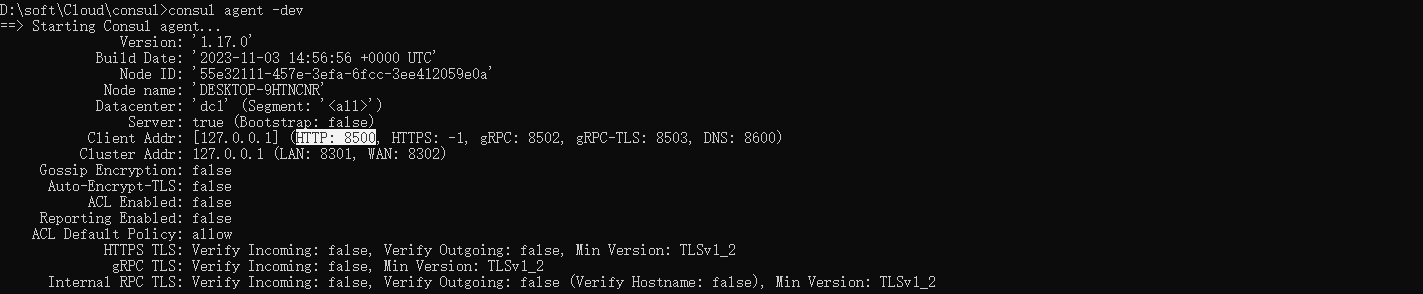 D:\soft\Cloud\consul>consul agent -dev
==> Starting Consul agent...
Version: '1.17.0'
Build Date: '2023-11-03 14:56:56 +0000 UTC'
Node ID: '55e32111-457e-3efa-6fcc-3ee412059e0a'
Node name: 'DESKTOP-9HTNCNR'
Datacenter: 'dc1' (Segment: '<all>')
Server: true (Bootstrap: false)
Client Addr: [127.0.0.1] (HTTP: 8500, HTTPS: -1, gRPC: 8502, gRPC-TLS: 8503, DNS: 8600)
Cluster Addr: 127.0.0.1 (LAN: 8301, WAN: 8302)
Gossip Encryption: false
Auto-Encrypt-TLS: false
ACL Enabled: false
Reporting Enabled: false
ACL Default Policy: allow
HTTPS TLS: Verify Incoming: false, Verify Outgoing: false, Min Version: TLSv1_2
gRPC TLS: Verify Incoming: false, Min Version: TLSv1_2
Internal RPC TLS: Verify Incoming: false, Verify Outgoing: false (Verify Hostname: false), Min Version: TLSv1_2